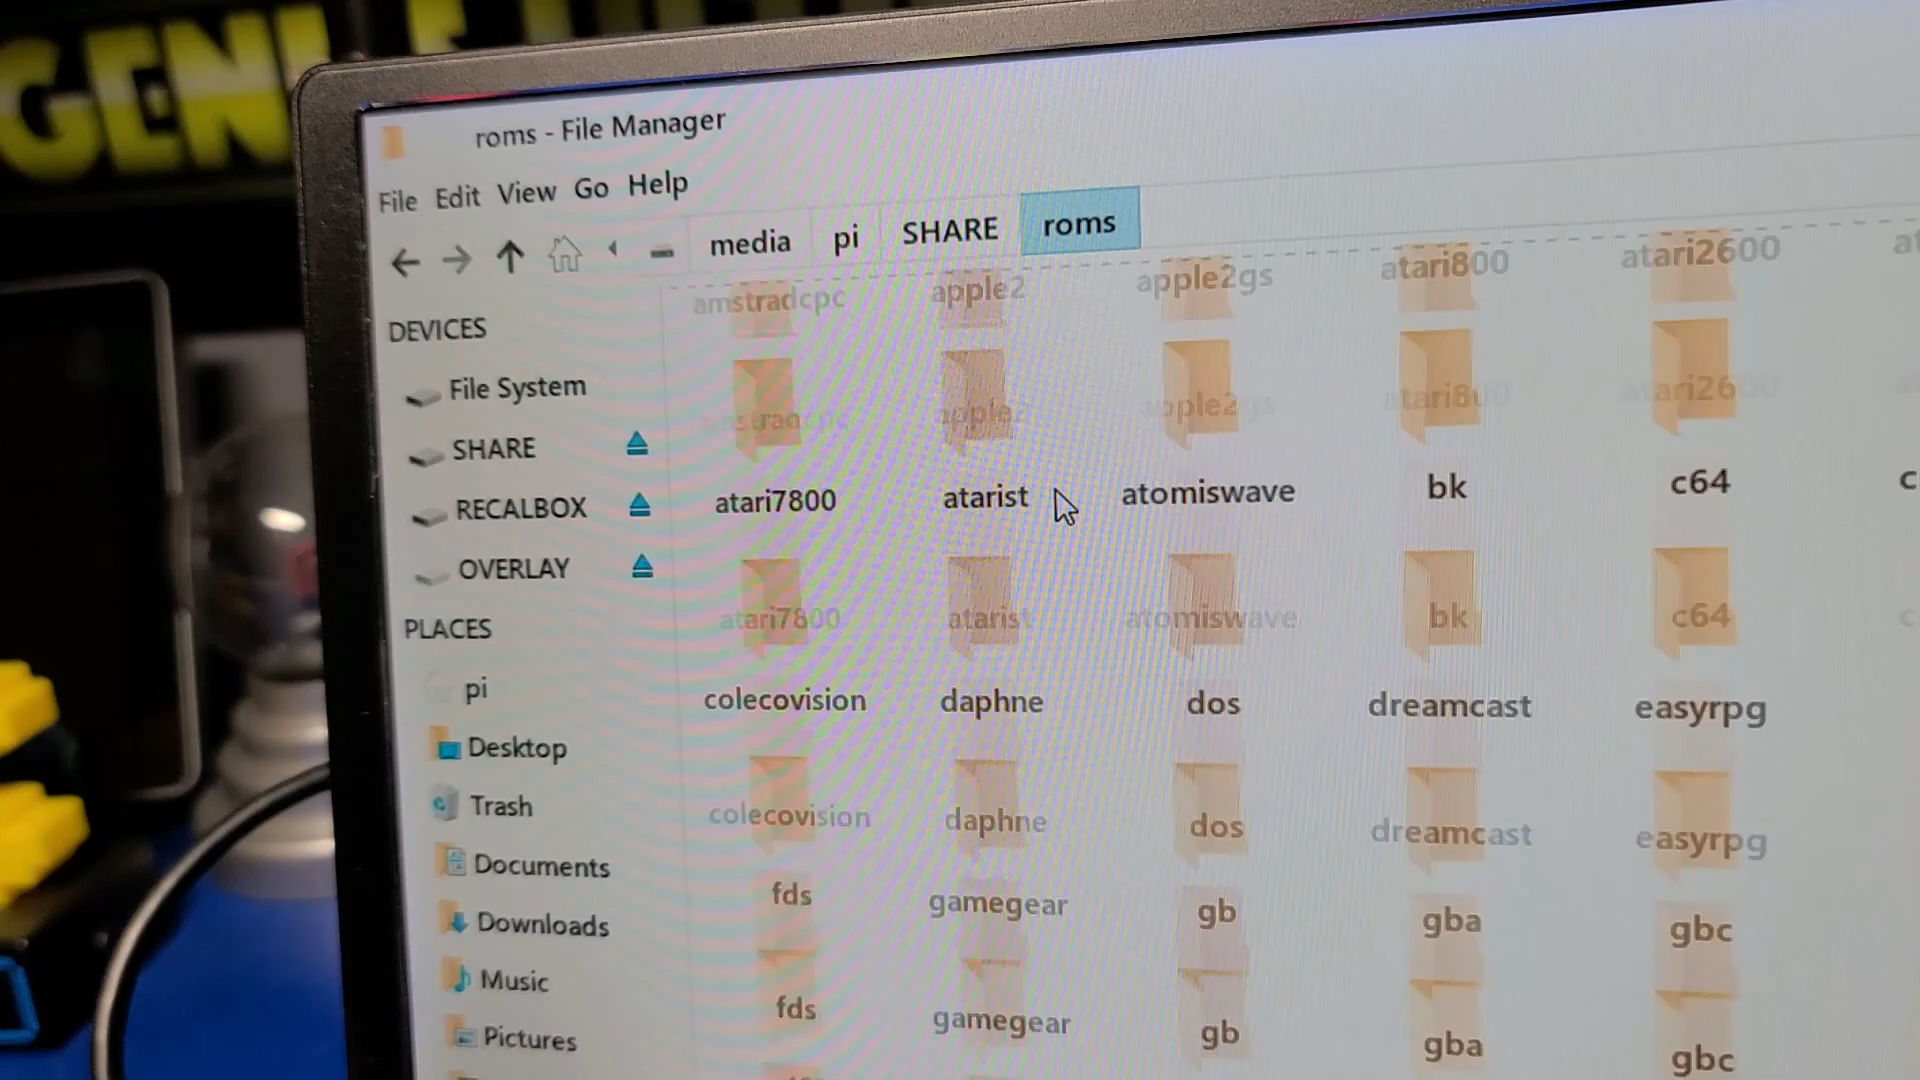 GEN
roms - File Manager
File Edit View Go Help
media pi SHARE roms
DEVICES
File System
SHARE
RECALBOX
OVERLAY
PLACES
pi
Desktop
Trash
Documents
Downloads
Music
Pictures
amstradcpc apple2 apple2gs atari800 atari2600
apple2 apple2gs atari800 atari2600
atari7800 atarist atomiswave bk c64
atari7800 atarist atomiswave bk c64
colecovision daphne dos dreamcast easyrpg
colecovision daphne dos dreamcast easyrpg
fds gamegear gb gba gbc
fds gamegear gb gba gbc